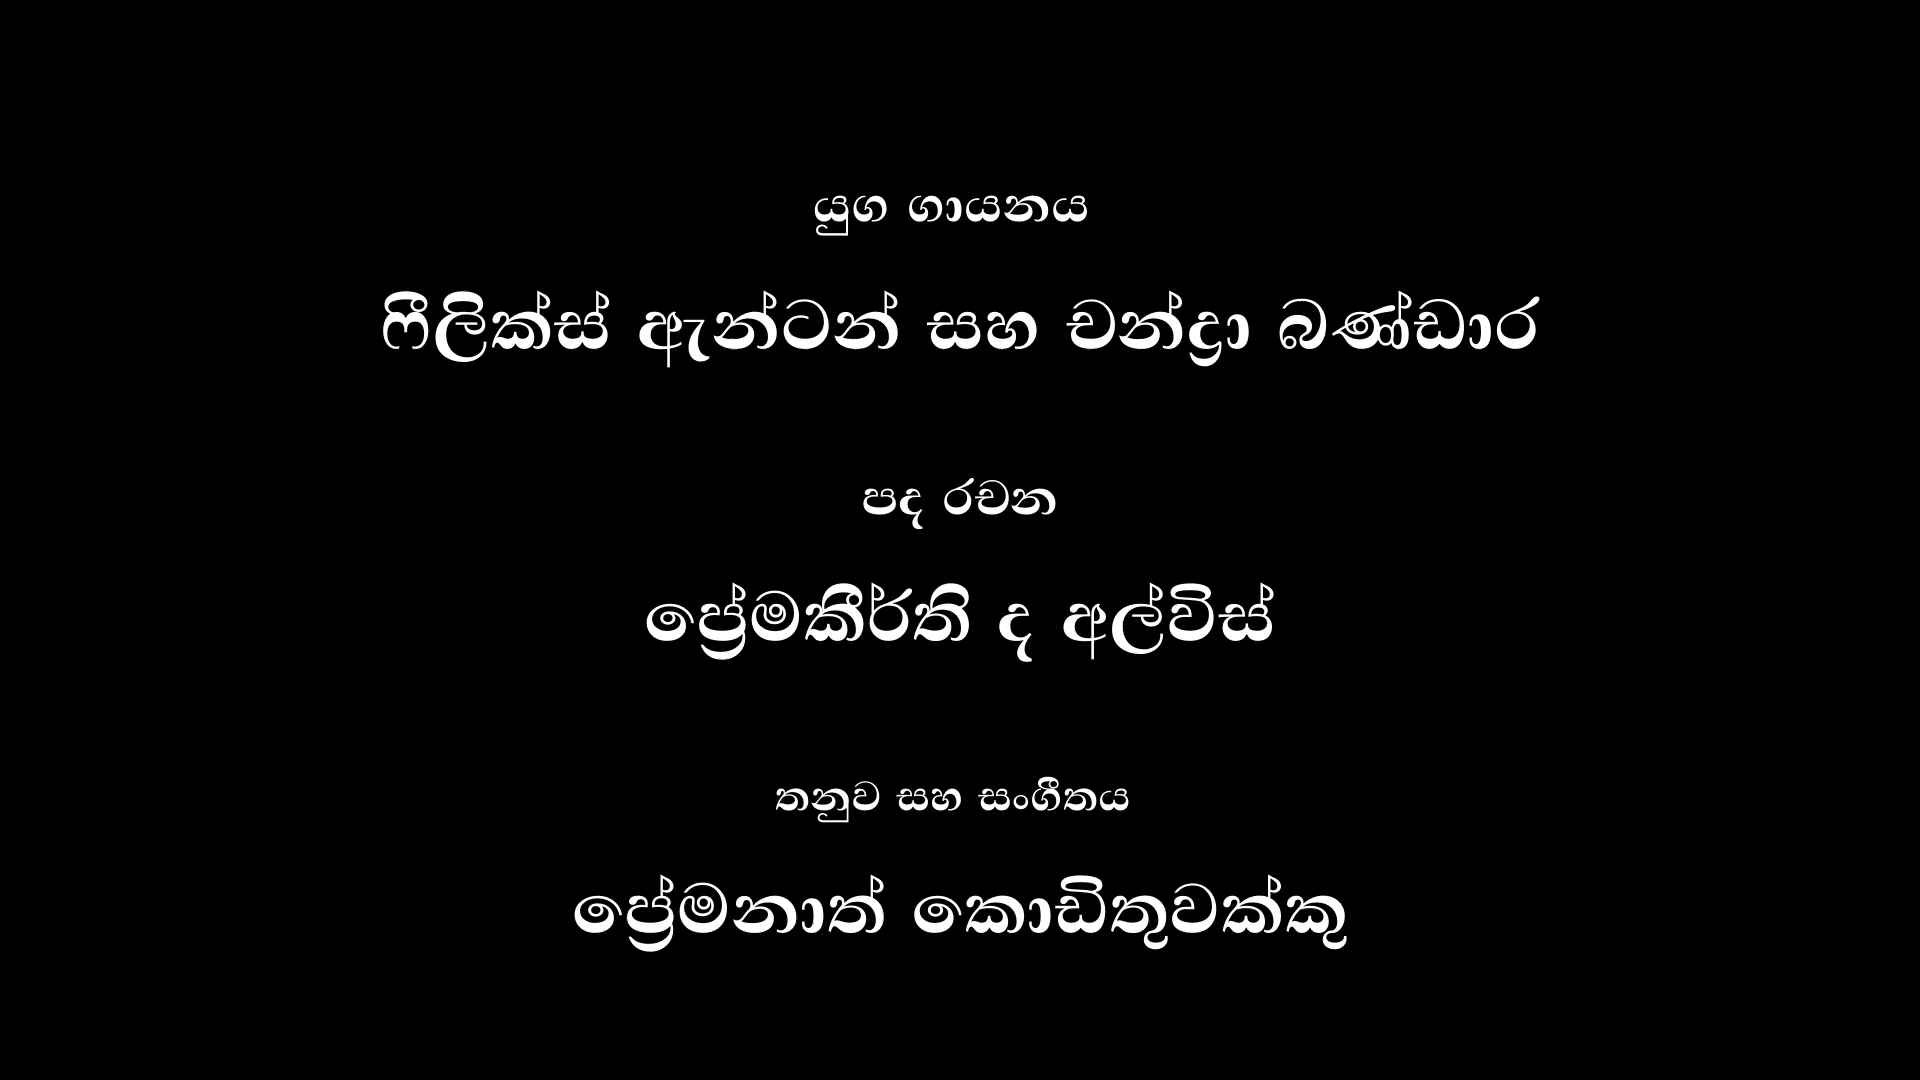 යුග ගායනය
ෆීලික්ස් ඇන්ටන් සහ චන්ද්‍රා බණ්ඩාර
පද රචන
ප්‍රේමකීර්ති ද අල්විස්
තනුව සහ සංගීතය
ප්‍රේමනාත් කොඩිතුවක්කු